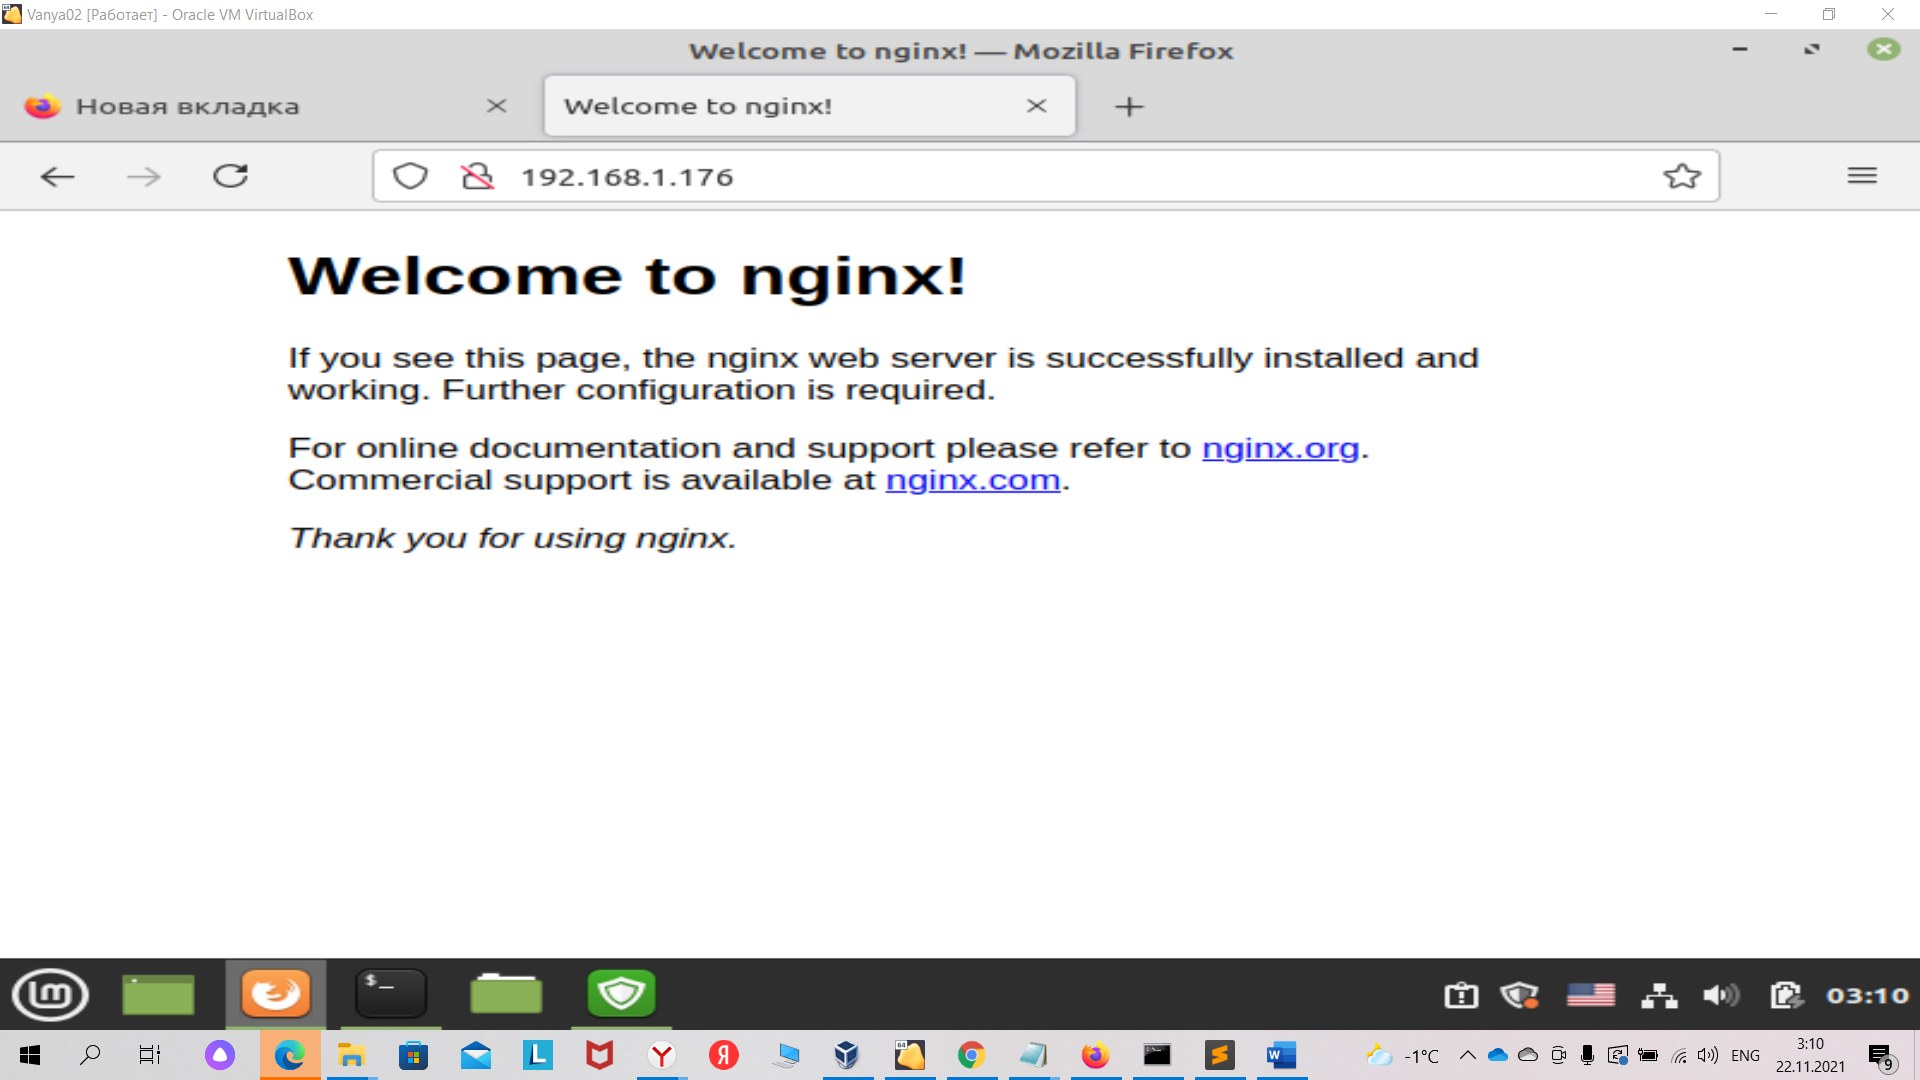 Vanya02 [Работает] - Oracle VM VirtualBox
Welcome to nginx! — Mozilla Firefox
Новая вкладка
Welcome to nginx!
192.168.1.176
Welcome to nginx!
If you see this page, the nginx web server is successfully installed and
working. Further configuration is required.
For online documentation and support please refer to nginx.org.
Commercial support is available at nginx.com.
Thank you for using nginx.
$_
03:10
L
Y
Я
64
S
W
-1°C
ENG
3:10
22.11.2021
9